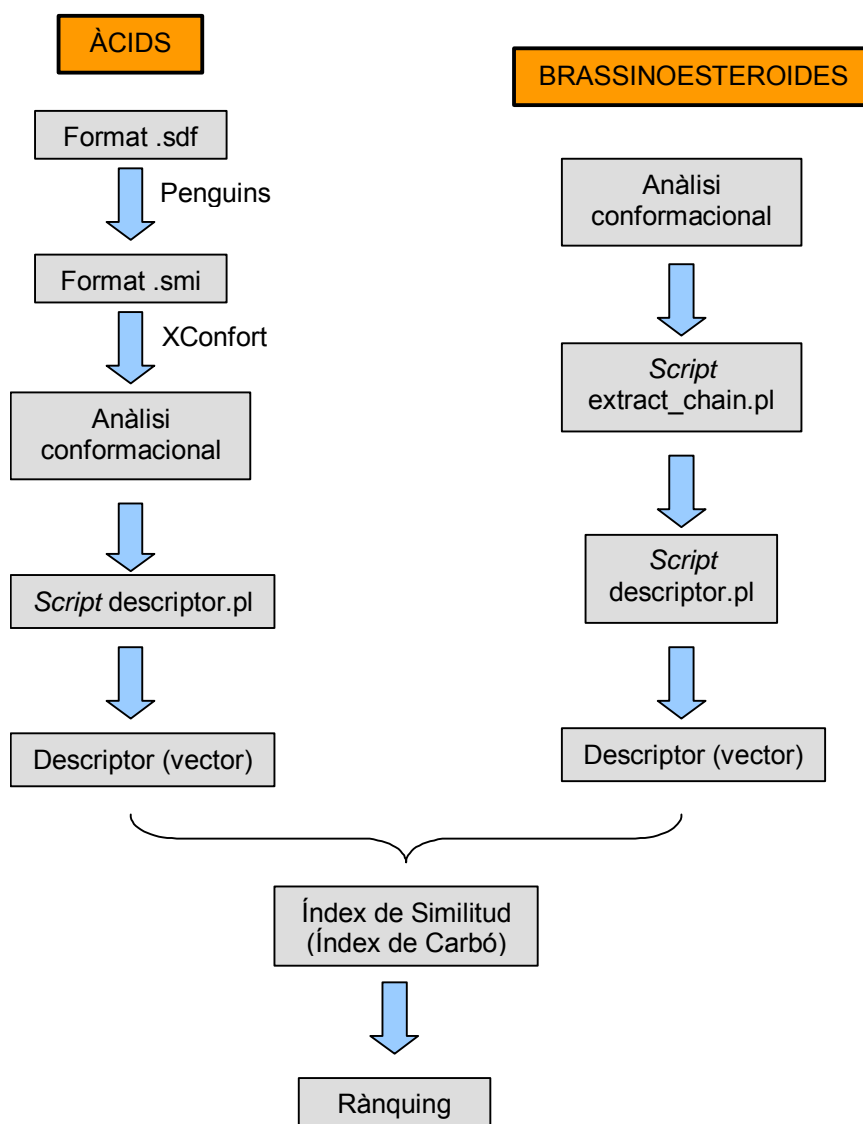 ÀCIDS
Format .sdf
Penguins
Format .smi
XConfort
Anàlisi
conformacional
Script descriptor.pl
Descriptor (vector)
BRASSINOESTEROIDES
Anàlisi
conformacional
Script
extract_chain.pl
Script
descriptor.pl
Descriptor (vector)
Índex de Similitud
(Índex de Carbó)
Rànquing